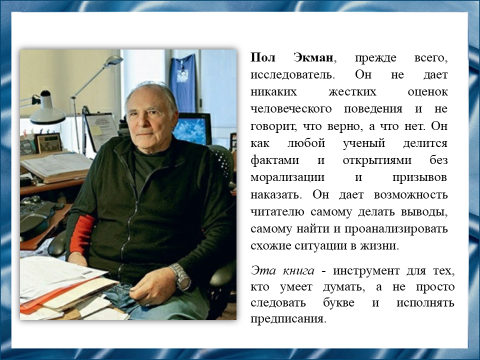 Пол Экман, прежде всего,
исследователь. Он не дает
никаких жестких оценок
человеческого поведения и не
говорит, что верно, а что нет. Он
как любой ученый делится
фактами и открытиями без
морализации и призывов
наказать. Он дает возможность
читателю самому делать выводы,
самому найти и проанализировать
схожие ситуации в жизни.
Эта книга - инструмент для тех,
кто умеет думать, а не просто
следовать букве и исполнять
предписания.